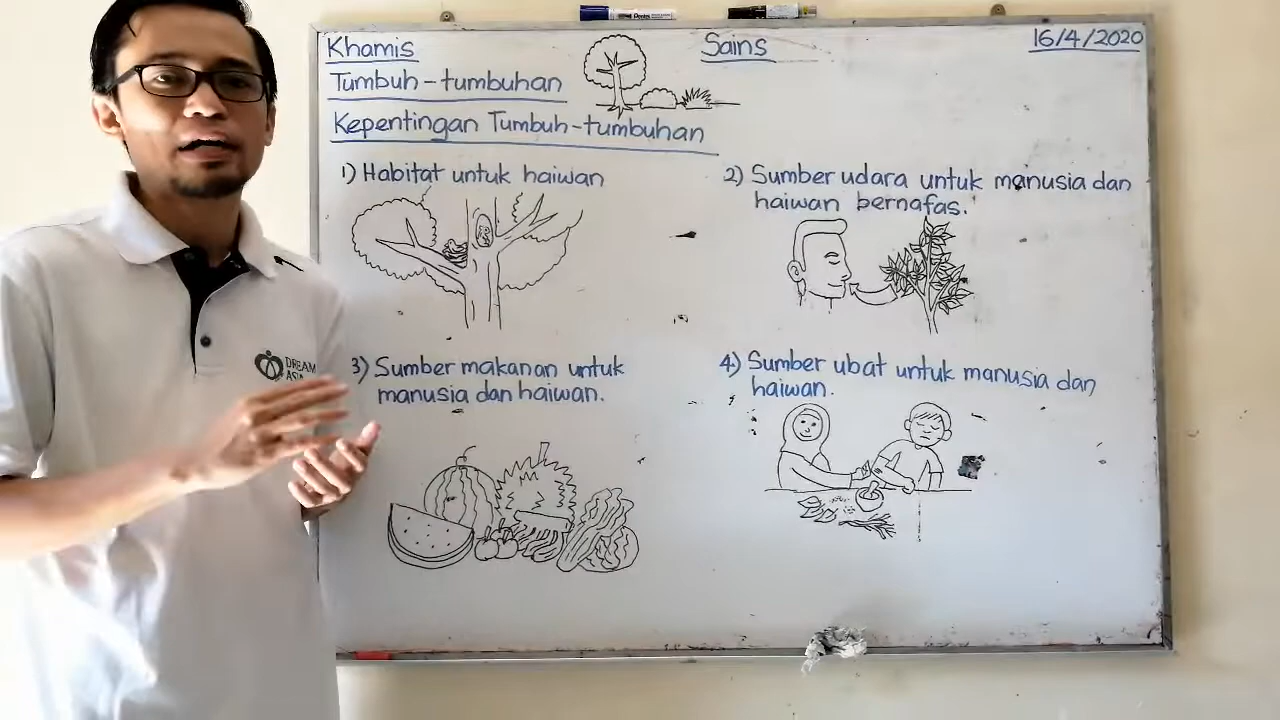 Khamis
Sains
16/4/2020
Tumbuh-tumbuhan
Kepentingan Tumbuh-tumbuhan
1) Habitat untuk haiwan
2) Sumber udara untuk manusia dan
haiwan bernafas.
3) Sumber makanan untuk
manusia dan haiwan.
4) Sumber ubat untuk manusia dan
haiwan.
DREAM